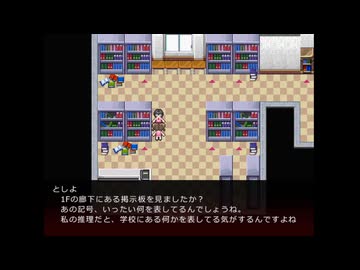 としよ
1Fの廊下にある掲示板を見ましたか？
あの記号、いったい何を表してるんでしょうね。
私の推理だと、学校にある何かを表してる気がするんですよね